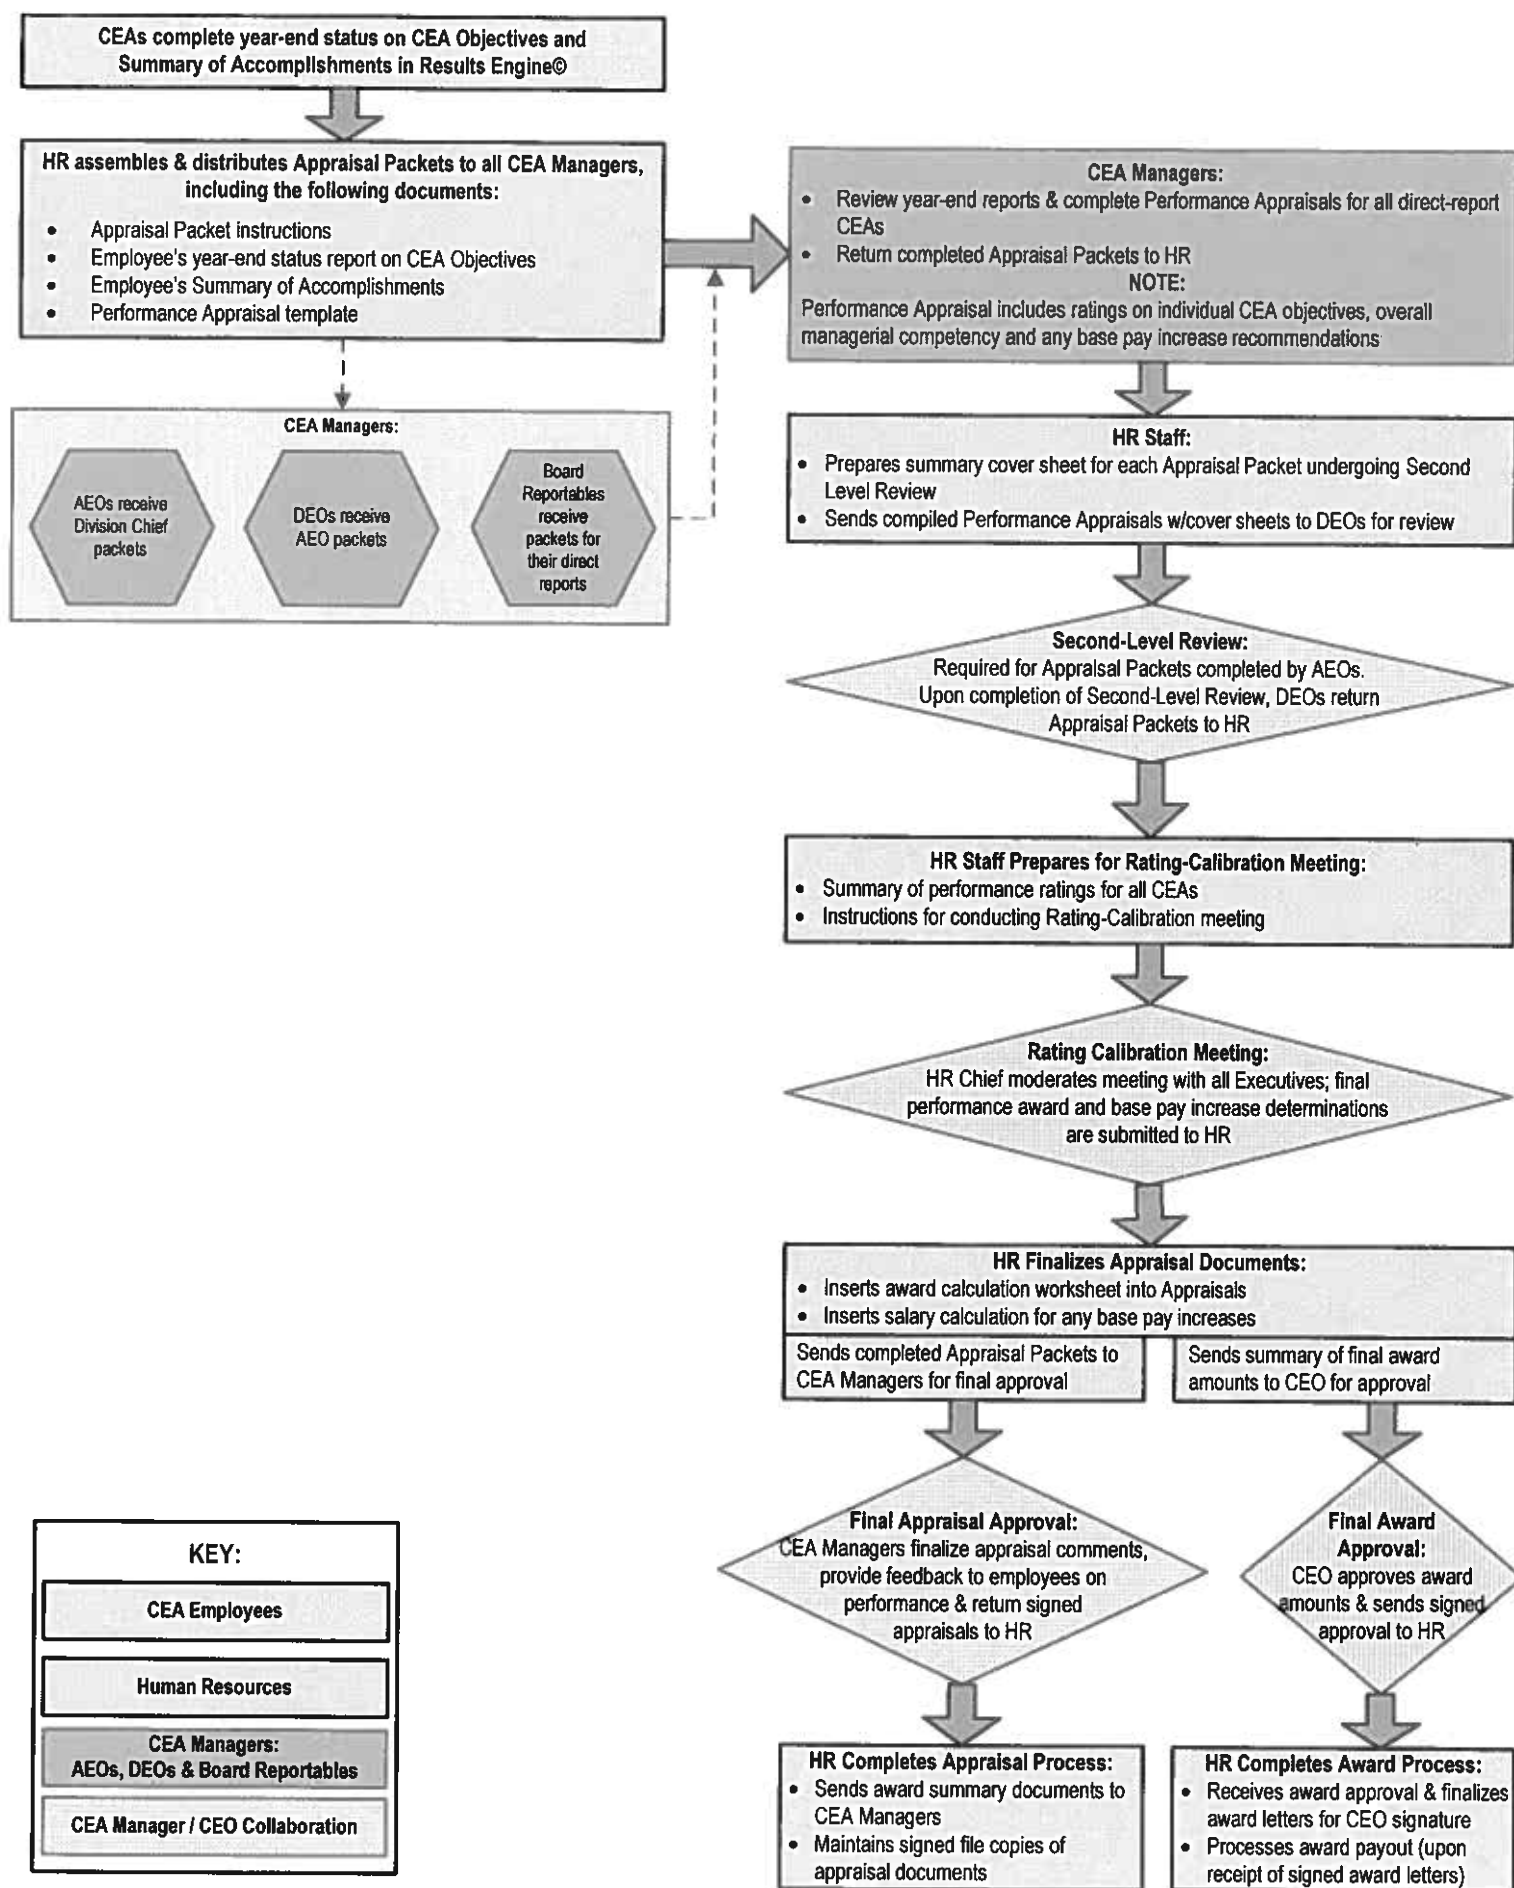 CEAs complete year-end status on CEA Objectives and
Summary of Accomplishments in Results Engine©
HR assembles & distributes Appraisal Packets to all CEA Managers,
including the following documents:
• Appraisal Packet instructions
• Employee's year-end status report on CEA Objectives
• Employee's Summary of Accomplishments
• Performance Appraisal template
CEA Managers:
• Review year-end reports & complete Performance Appraisals for all direct-report
CEAs
• Return completed Appraisal Packets to HR
NOTE:
Performance Appraisal includes ratings on individual CEA objectives, overall
managerial competency and any base pay increase recommendations
CEA Managers:
AEOs receive
Division Chief
packets
DEOs receive
AEO packets
Board
Reportables
receive
packets for
their direct
reports
HR Staff:
• Prepares summary cover sheet for each Appraisal Packet undergoing Second
Level Review
• Sends compiled Performance Appraisals w/cover sheets to DEOs for review
Second-Level Review:
Required for Appraisal Packets completed by AEOs.
Upon completion of Second-Level Review, DEOs return
Appraisal Packets to HR
HR Staff Prepares for Rating-Calibration Meeting:
• Summary of performance ratings for all CEAs
• Instructions for conducting Rating-Calibration meeting
Rating Calibration Meeting:
HR Chief moderates meeting with all Executives; final
performance award and base pay increase determinations
are submitted to HR
HR Finalizes Appraisal Documents:
• Inserts award calculation worksheet into Appraisals
• Inserts salary calculation for any base pay increases
Sends completed Appraisal Packets to
CEA Managers for final approval
Sends summary of final award
amounts to CEO for approval
Final Appraisal Approval:
CEA Managers finalize appraisal comments,
provide feedback to employees on
performance & return signed
appraisals to HR
Final Award
Approval:
CEO approves award
amounts & sends signed
approval to HR
HR Completes Appraisal Process:
• Sends award summary documents to
CEA Managers
• Maintains signed file copies of
appraisal documents
HR Completes Award Process:
• Receives award approval & finalizes
award letters for CEO signature
• Processes award payout (upon
receipt of signed award letters)
KEY:
CEA Employees
Human Resources
CEA Managers:
AEOs, DEOs & Board Reportables
CEA Manager / CEO Collaboration